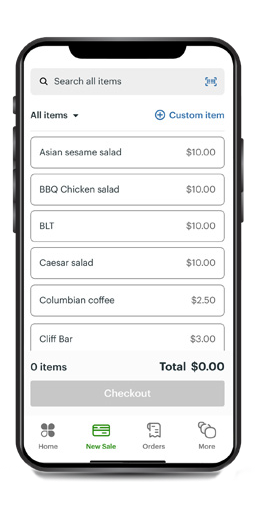 Search all items
All items Custom item
Asian sesame salad $10.00
BBQ Chicken salad $10.00
BLT $10.00
Caesar salad $10.00
Columbian coffee $2.50
Cliff Bar $3.00
0 items Total $0.00
Checkout
Home New Sale Orders More